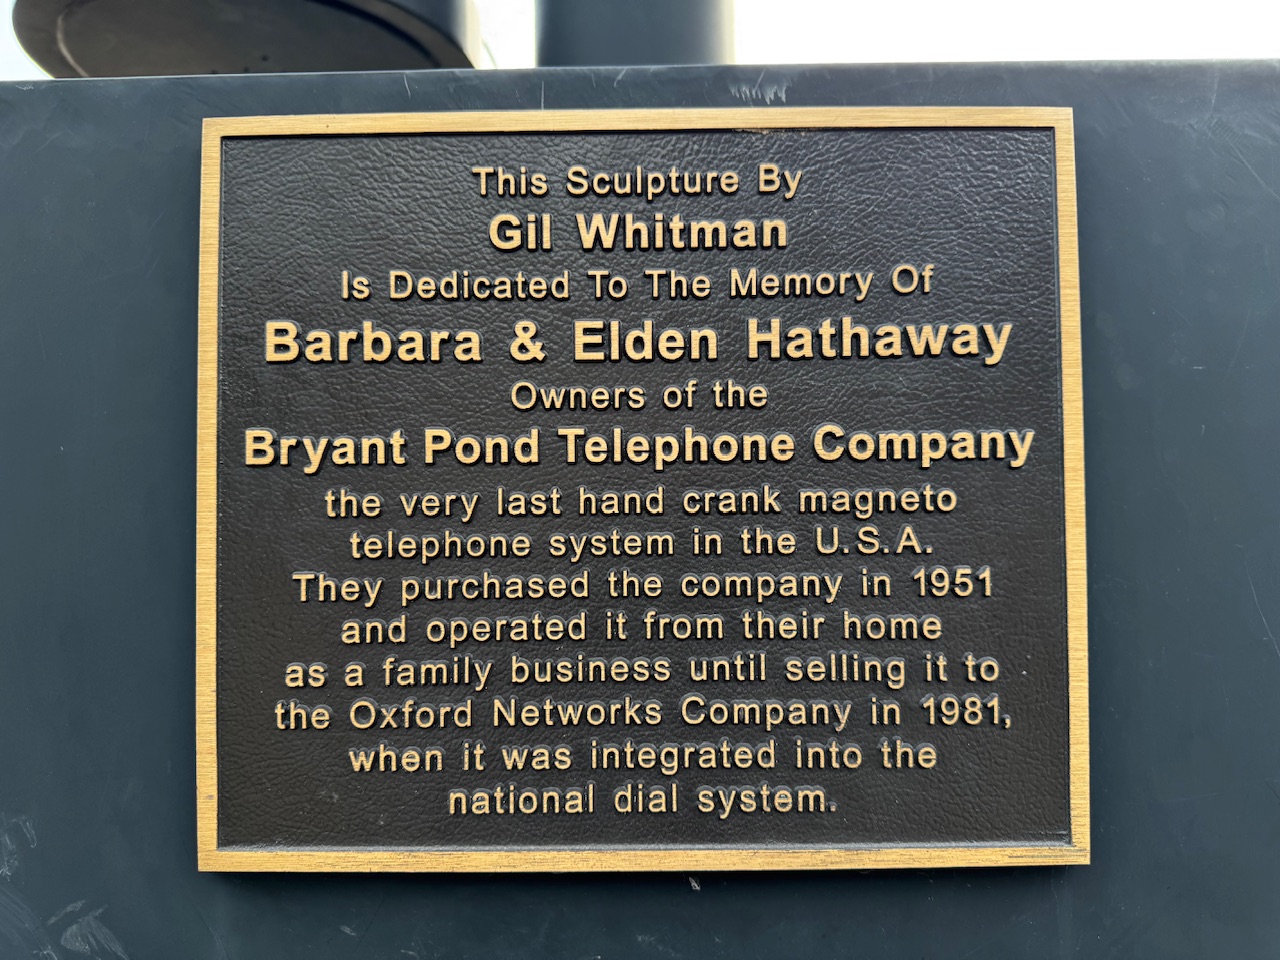 This Sculpture By
Gil Whitman
Is Dedicated To The Memory Of
Barbara & Elden Hathaway
Owners of the
Bryant Pond Telephone Company
the very last hand crank magneto
telephone system in the U.S.A.
They purchased the company in 1951
and operated it from their home
as a family business until selling it to
the Oxford Networks Company in 1981,
when it was integrated into the
national dial system.